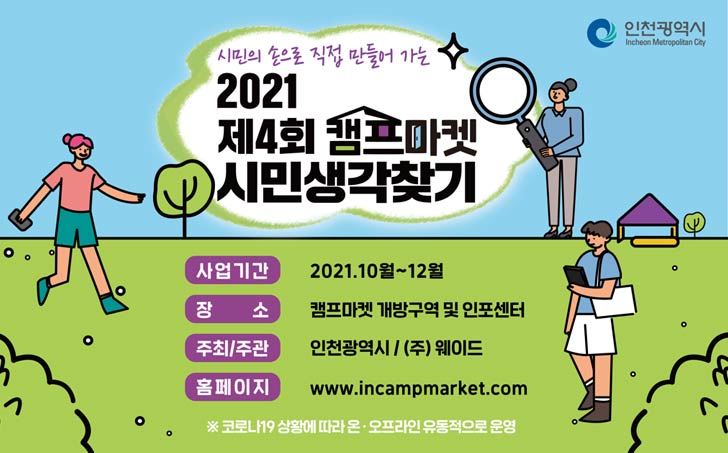 인천광역시
Incheon Metropolitan City
시민의 손으로 직접 만들어 가는
2021
제4회 캠프마켓
시민생각찾기
사업기간 2021.10월~12월
장 소 캠프마켓 개방구역 및 인포센터
주최/주관 인천광역시 / (주) 웨이드
홈페이지 www.incampmarket.com
※ 코로나19 상황에 따라 온·오프라인 유동적으로 운영